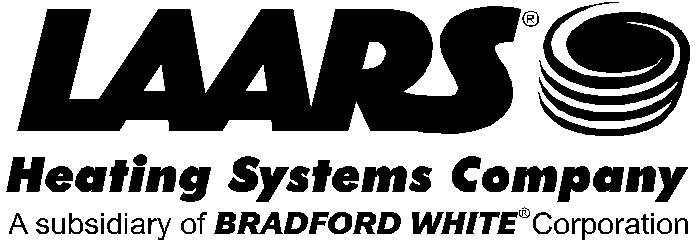 LAARS®
Heating Systems Company
A subsidiary of BRADFORD WHITE® Corporation